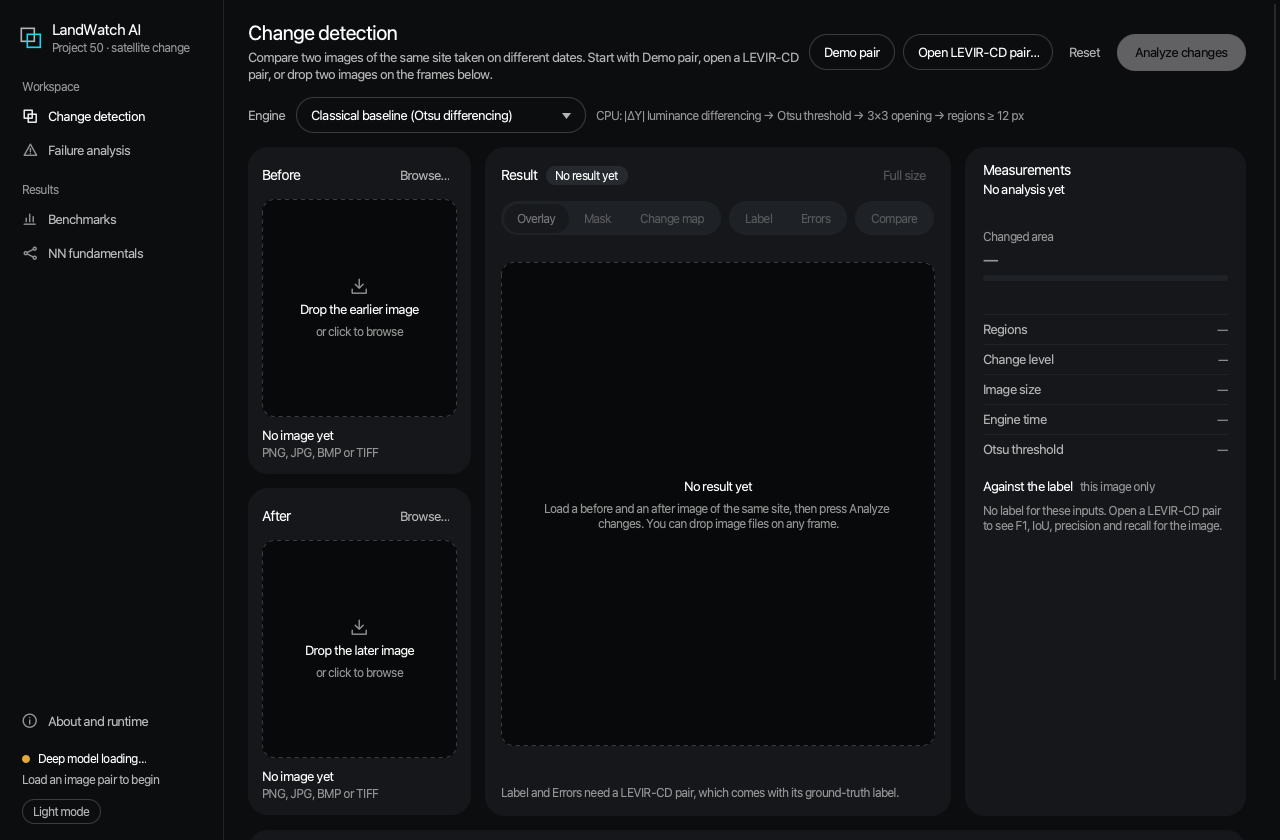 LandWatch AI
Project 50 · satellite change
Workspace
Change detection
Failure analysis
Results
Benchmarks
NN fundamentals
About and runtime
Deep model loading...
Load an image pair to begin
Light mode
Change detection
Compare two images of the same site taken on different dates. Start with Demo pair, open a LEVIR-CD
pair, or drop two images on the frames below.
Demo pair
Open LEVIR-CD pair...
Reset
Analyze changes
Engine
Classical baseline (Otsu differencing)
CPU: |ΔY| luminance differencing → Otsu threshold → 3×3 opening → regions ≥ 12 px
Before
Browse...
Drop the earlier image
or click to browse
No image yet
PNG, JPG, BMP or TIFF
After
Browse...
Drop the later image
or click to browse
No image yet
PNG, JPG, BMP or TIFF
Result
No result yet
Full size
Overlay
Mask
Change map
Label
Errors
Compare
No result yet
Load a before and an after image of the same site, then press Analyze
changes. You can drop image files on any frame.
Label and Errors need a LEVIR-CD pair, which comes with its ground-truth label.
Measurements
No analysis yet
Changed area
—
Regions —
Change level —
Image size —
Engine time —
Otsu threshold —
Against the label this image only
No label for these inputs. Open a LEVIR-CD pair
to see F1, IoU, precision and recall for the image.